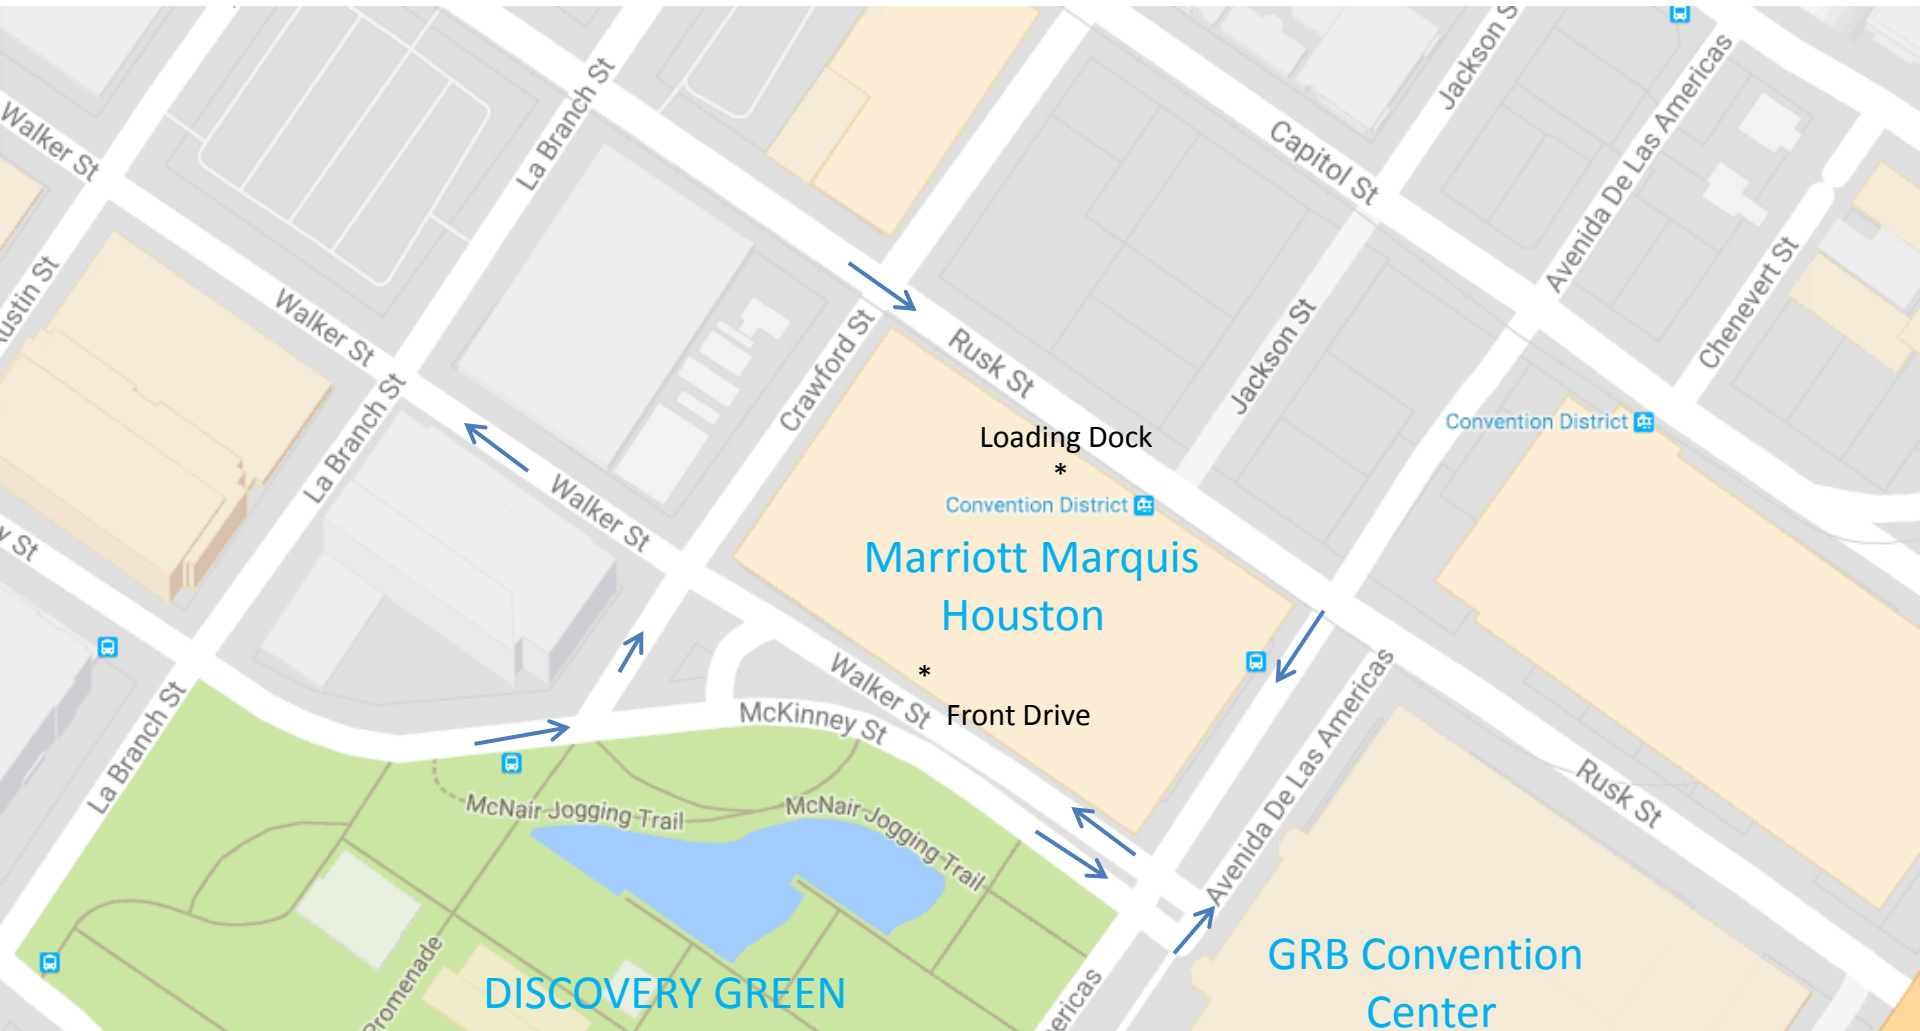 Jackson S
Avenida De Las Americas
La Branch St
Walker St
Capitol St
Chenevert St
Austin St
Walker St
Crawford St
Rusk St
Jackson St
La Branch St
Convention District
Loading Dock
*
Convention District
Walker St
Marriott Marquis
Houston
y St
*
Walker St
Front Drive
McKinney St
La Branch St
Avenida De Las Americas
McNair Jogging Trail
McNair Jogging Trail
Rusk St
Promenade
DISCOVERY GREEN
ericas
GRB Convention
Center